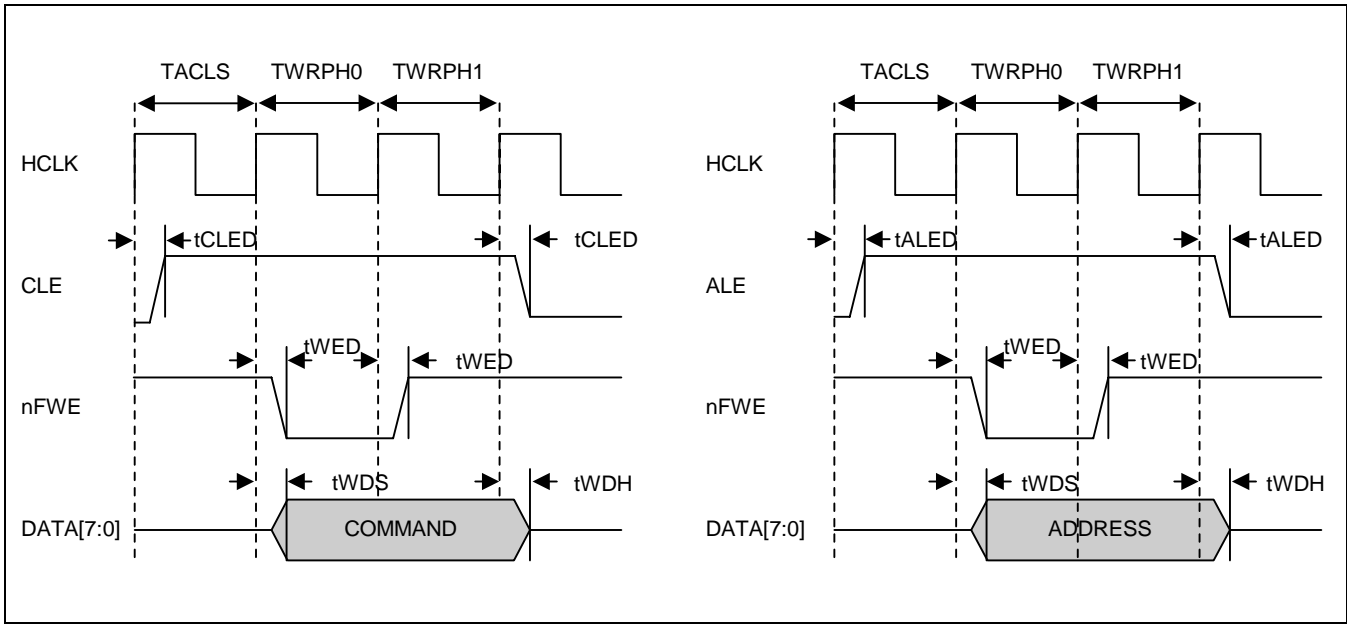 TACLS TWRPH0 TWRPH1
HCLK
tCLED tCLED
CLE
tWED
tWED
nFWE
tWDS tWDH
DATA[7:0] COMMAND
TACLS TWRPH0 TWRPH1
HCLK
tALED tALED
ALE
tWED
tWED
nFWE
tWDS tWDH
DATA[7:0] ADDRESS